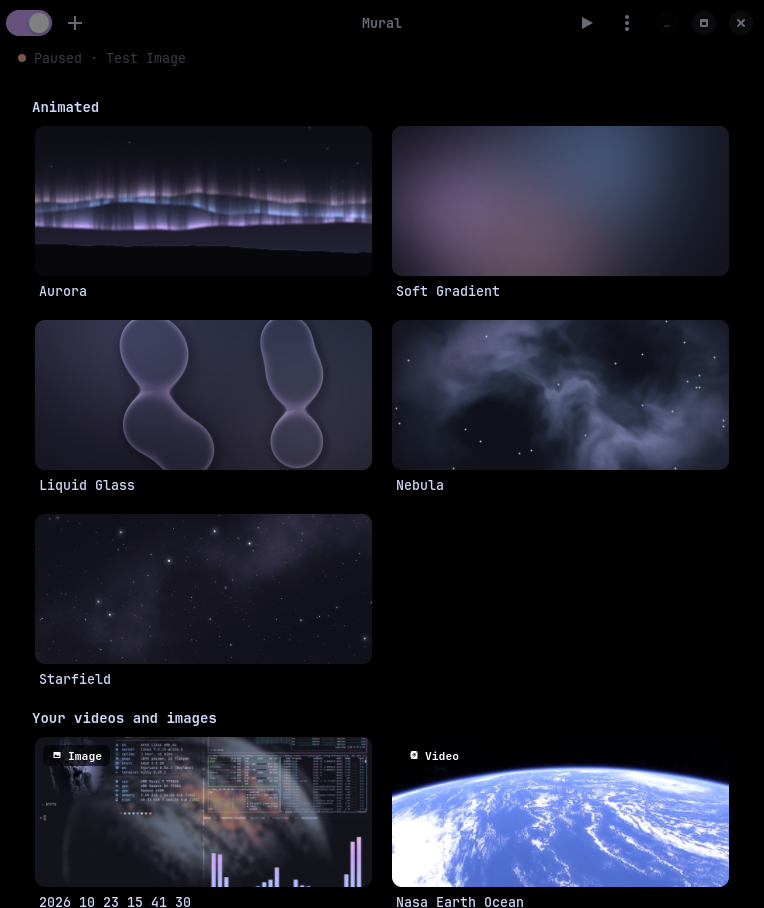 Mural
Paused · Test Image
Animated
Aurora
Soft Gradient
Liquid Glass
Nebula
Starfield
Your videos and images
Image
Video
2026 10 23 15 41 30
Nasa Earth Ocean